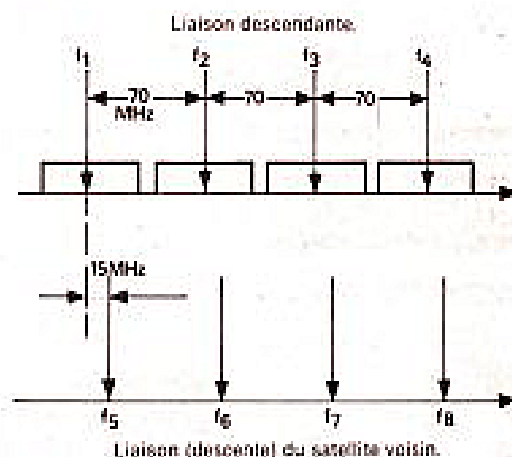 Liaison descendante.
f1 f2 f3 f4
70 MHz 70 70
15MHz
f5 f6 f7 f8
Liaison (descente) du satellite voisin.